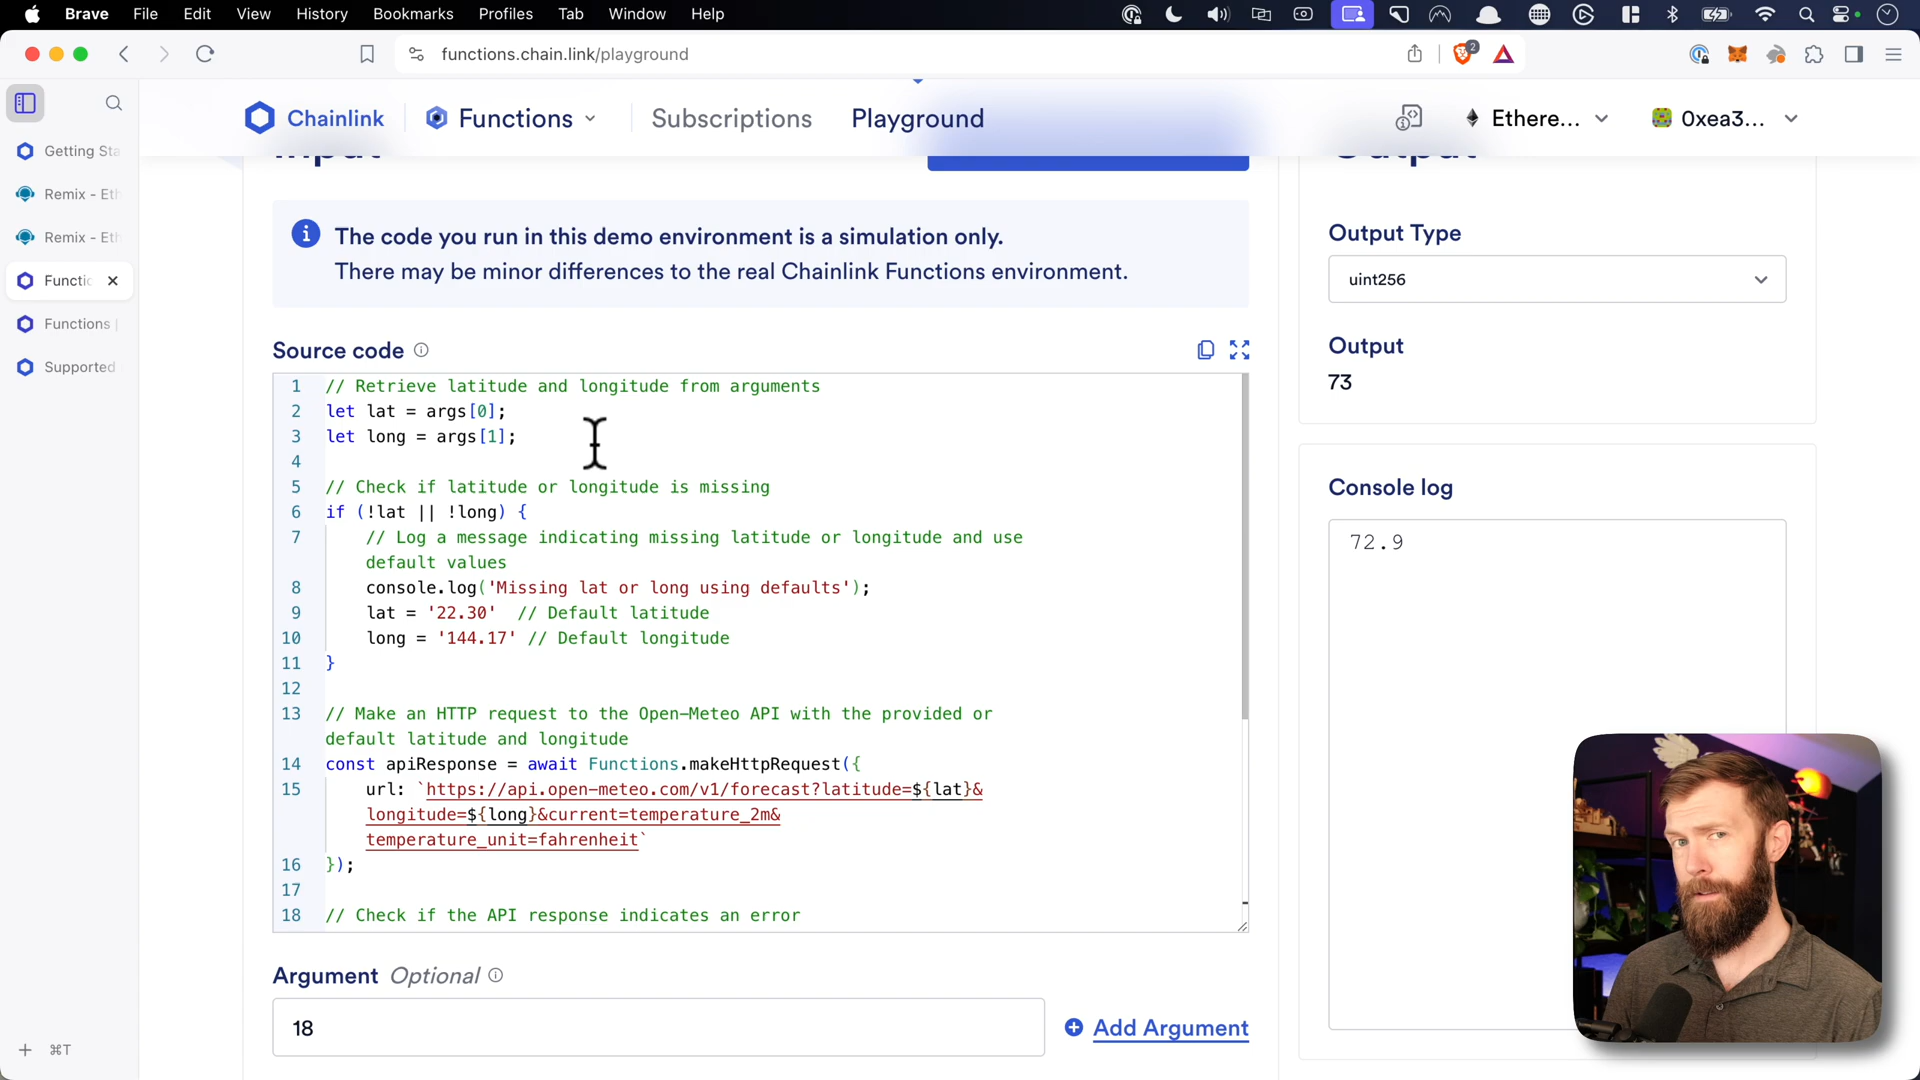 Brave File Edit View History Bookmarks Profiles Tab Window Help
functions.chain.link/playground
2
Chainlink Functions Subscriptions Playground Ethere... 0xea3...
Getting Sta
Remix - Eth
Remix - Eth
Functio
Functions |
Supported
⌘T
Input
Output
The code you run in this demo environment is a simulation only.
There may be minor differences to the real Chainlink Functions environment.
Source code
1 // Retrieve latitude and longitude from arguments
2 let lat = args[0];
3 let long = args[1];
4
5 // Check if latitude or longitude is missing
6 if (!lat || !long) {
7 // Log a message indicating missing latitude or longitude and use
default values
8 console.log('Missing lat or long using defaults');
9 lat = '22.30' // Default latitude
10 long = '144.17' // Default longitude
11 }
12
13 // Make an HTTP request to the Open-Meteo API with the provided or
default latitude and longitude
14 const apiResponse = await Functions.makeHttpRequest({
15 url: `https://api.open-meteo.com/v1/forecast?latitude=${lat}&
longitude=${long}&current=temperature_2m&
temperature_unit=fahrenheit`
16 });
17
18 // Check if the API response indicates an error
Argument Optional
18
Add Argument
Output Type
uint256
Output
73
Console log
72.9